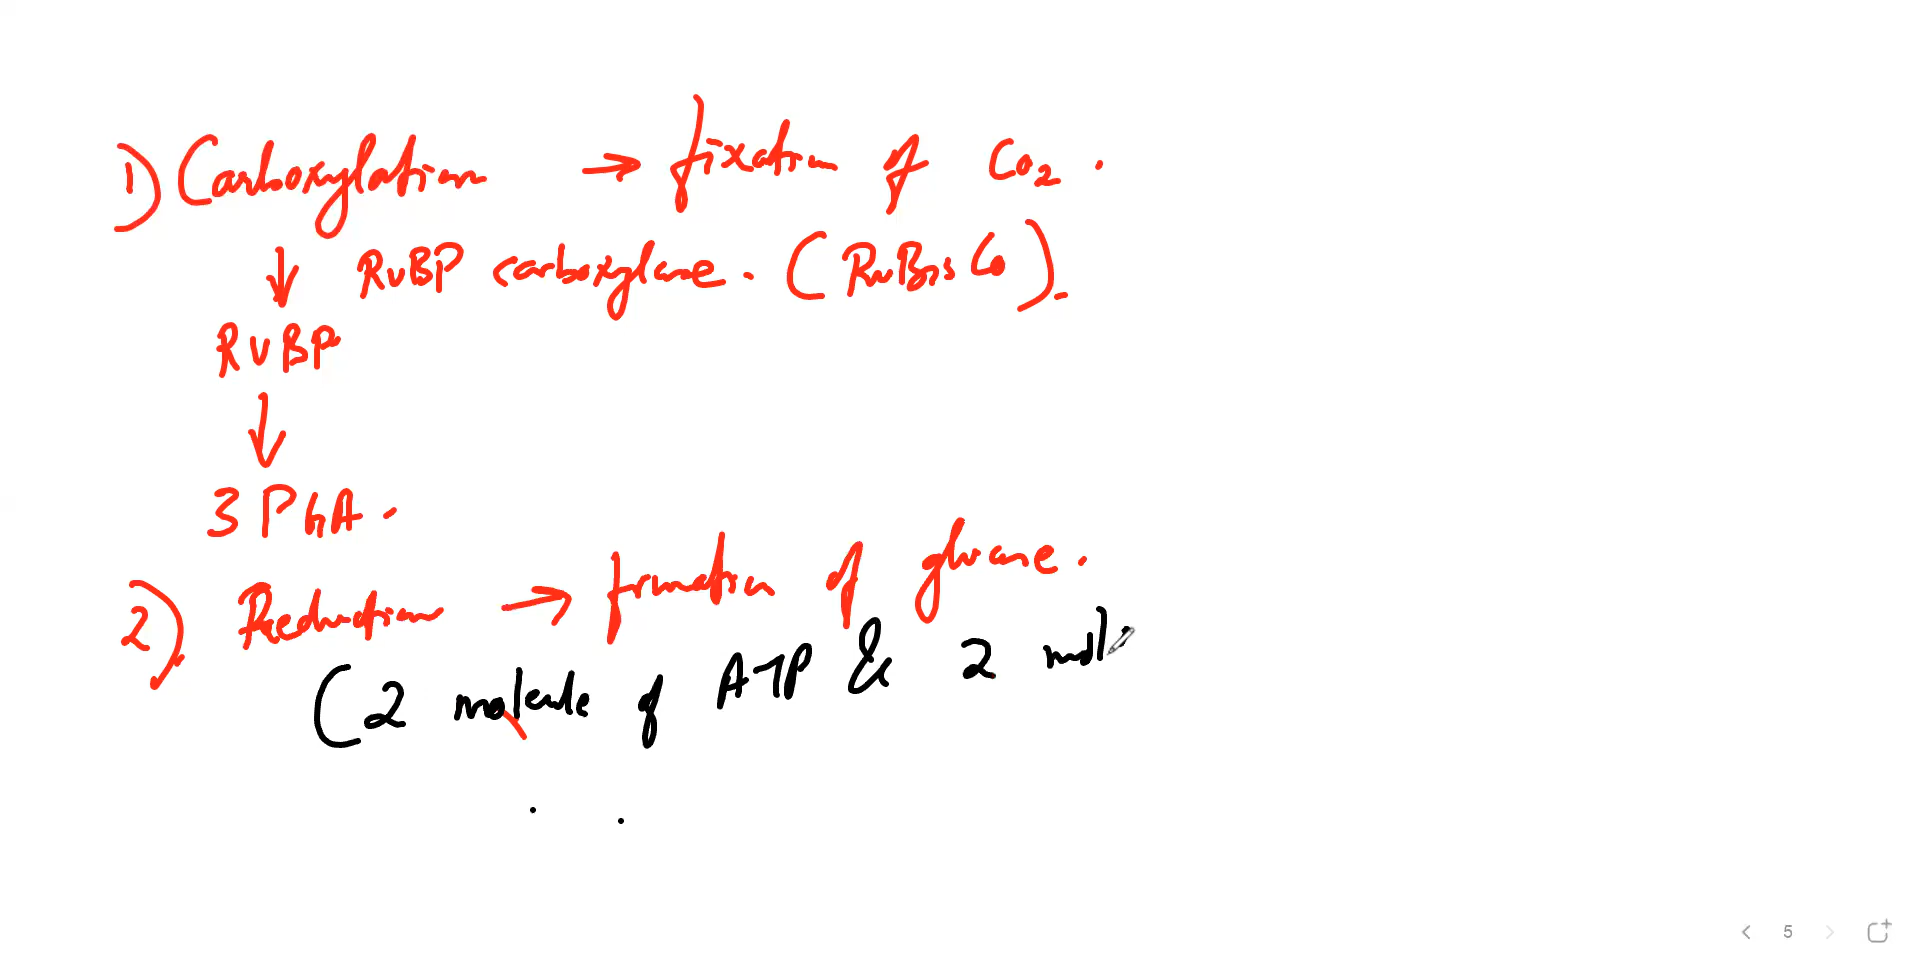 1) Carboxylation → fixation of CO2.
↓ RuBP carboxylase. (RuBisCo).
RuBP
↓
3 PGA.
2) Reduction → formation of glucose.
(2 molecule of ATP & 2 mol
5